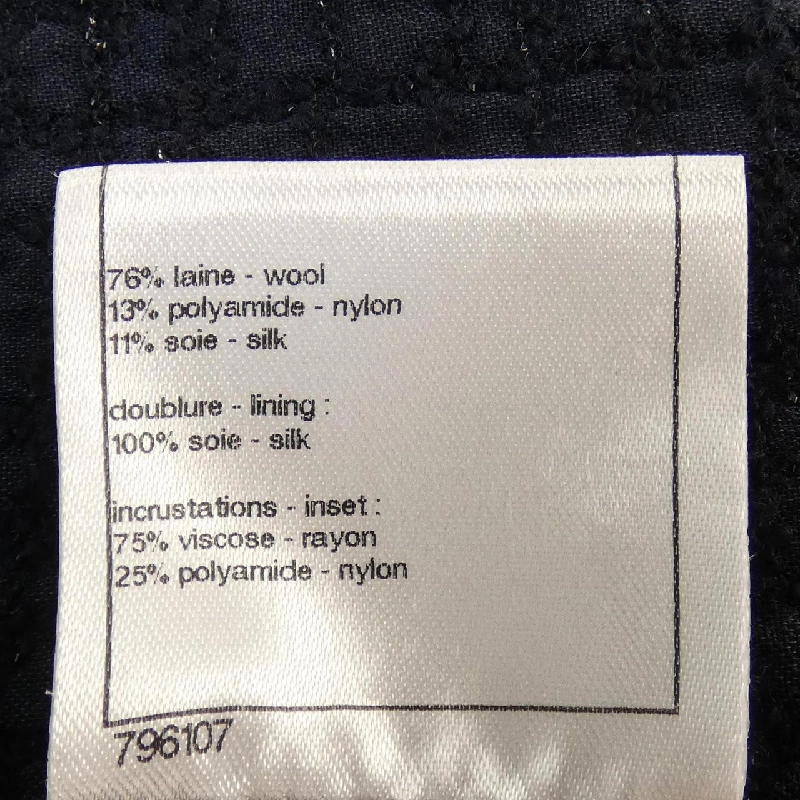 76% laine - wool
13% polyamide - nylon
11% soie - silk
doublure - lining :
100% soie - silk
incrustations - inset :
75% viscose - rayon
25% polyamide - nylon
796107